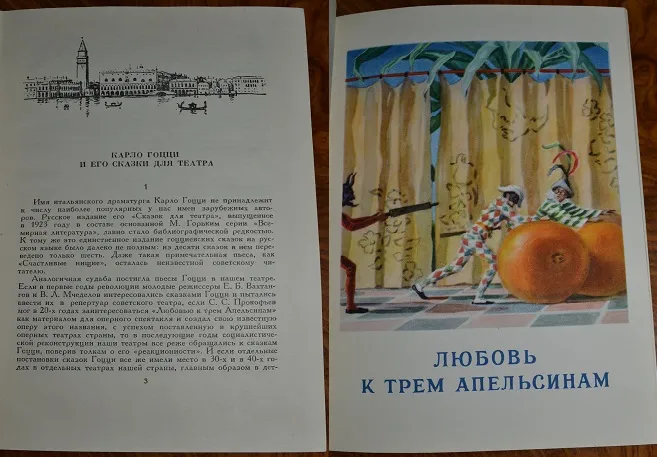 КАРЛО ГОЦЦИ
И ЕГО СКАЗКИ ДЛЯ ТЕАТРА
1
Имя итальянского драматурга Карло Гоцци не принадлежит
к числу наиболее популярных у нас имен зарубежных авто-
ров. Русское издание его «Сказок для театра», выпущенное
в 1923 году в составе основанной М. Горьким серии «Все-
мирная литература», давно стало библиографической редкостью.
К тому же это единственное издание гоцциевских сказок на рус-
ском языке было далеко не полным: из десяти сказок в нем пере-
ведено только шесть. Даже такая примечательная пьеса, как
«Счастливые нищие», осталась неизвестной советскому чи-
тателю.
Аналогичная судьба постигла пьесы Гоцци в нашем театре.
Если в первые годы революции молодые режиссеры Е. Б. Вахтан-
гов и В. Л. Мчеделов интересовались сказками Гоцци и пытались
ввести их в репертуар советского театра, если С. С. Прокофьев
мог в 20-х годах заинтересоваться «Любовью к трем Апельсинам»
как материалом для оперного спектакля и создал свою известную
оперу этого названия, с успехом поставленную в крупнейших
оперных театрах страны, то в последующие годы социалистиче-
ской реконструкции наши театры все реже обращались к сказкам
Гоцци, поверив толкам о его «реакционности». И если отдельные
постановки сказок Гоцци все же имели место в 30-х и в 40-х го-
дах в отдельных театрах нашей страны, главным образом в дет-
3
ЛЮБОВЬ
К ТРЕМ АПЕЛЬСИНАМ